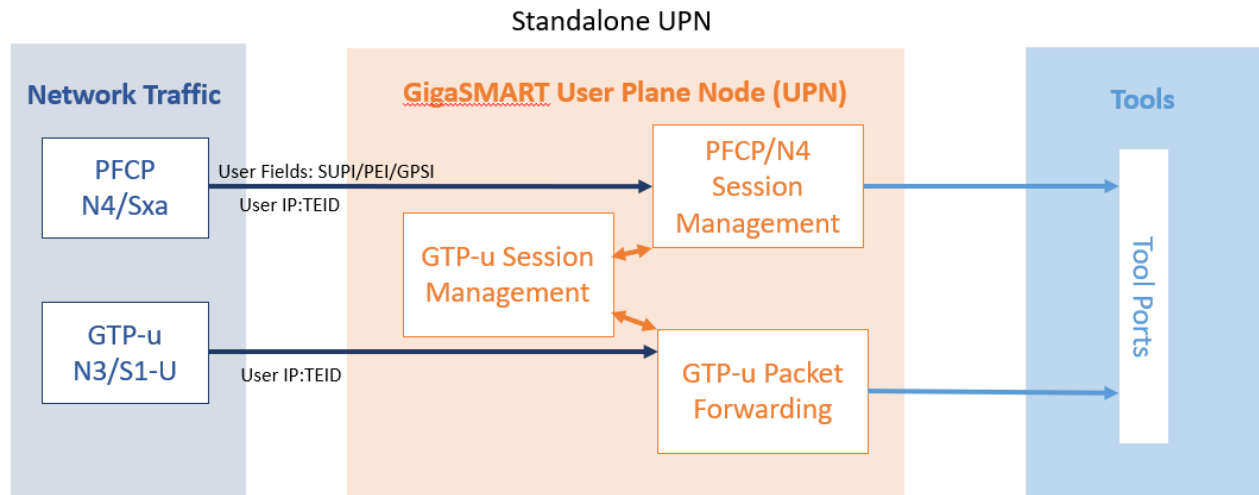 Standalone UPN
Network Traffic
GigaSMART User Plane Node (UPN)
Tools
PFCP
N4/Sxa
User Fields: SUPI/PEI/GPSI
User IP:TEID
PFCP/N4
Session
Management
GTP-u Session
Management
Tool Ports
GTP-u
N3/S1-U
User IP:TEID
GTP-u Packet
Forwarding